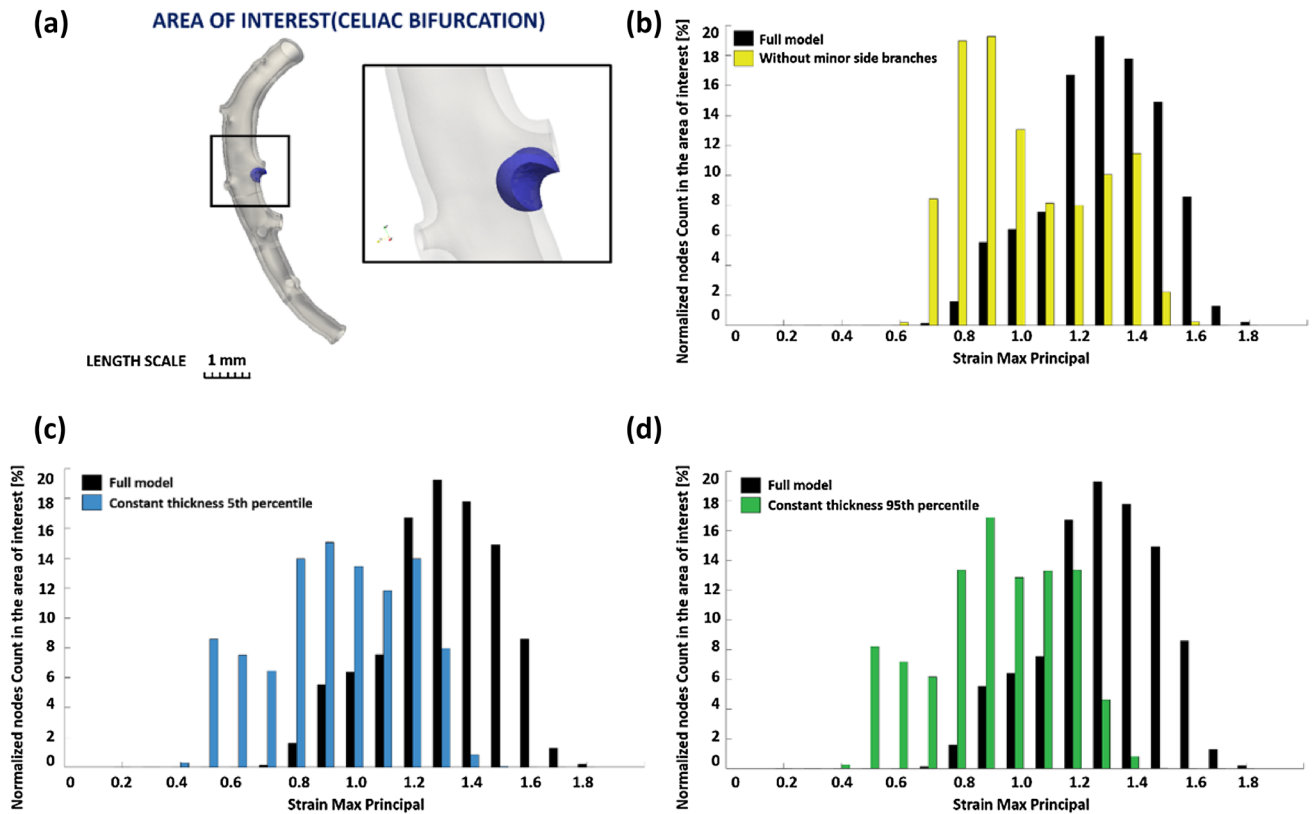 (a)
AREA OF INTEREST(CELIAC BIFURCATION)
LENGTH SCALE 1 mm
(b)
Normalized nodes Count in the area of interest [%]
20
18
16
14
12
10
8
6
4
2
0
Full model
Without minor side branches
0 0.2 0.4 0.6 0.8 1.0 1.2 1.4 1.6 1.8
Strain Max Principal
(c)
Normalized nodes Count in the area of interest [%]
20
18
16
14
12
10
8
6
4
2
0
Full model
Constant thickness 5th percentile
0 0.2 0.4 0.6 0.8 1.0 1.2 1.4 1.6 1.8
Strain Max Principal
(d)
Normalized nodes Count in the area of interest [%]
20
18
16
14
12
10
8
6
4
2
0
Full model
Constant thickness 95th percentile
0 0.2 0.4 0.6 0.8 1.0 1.2 1.4 1.6 1.8
Strain Max Principal